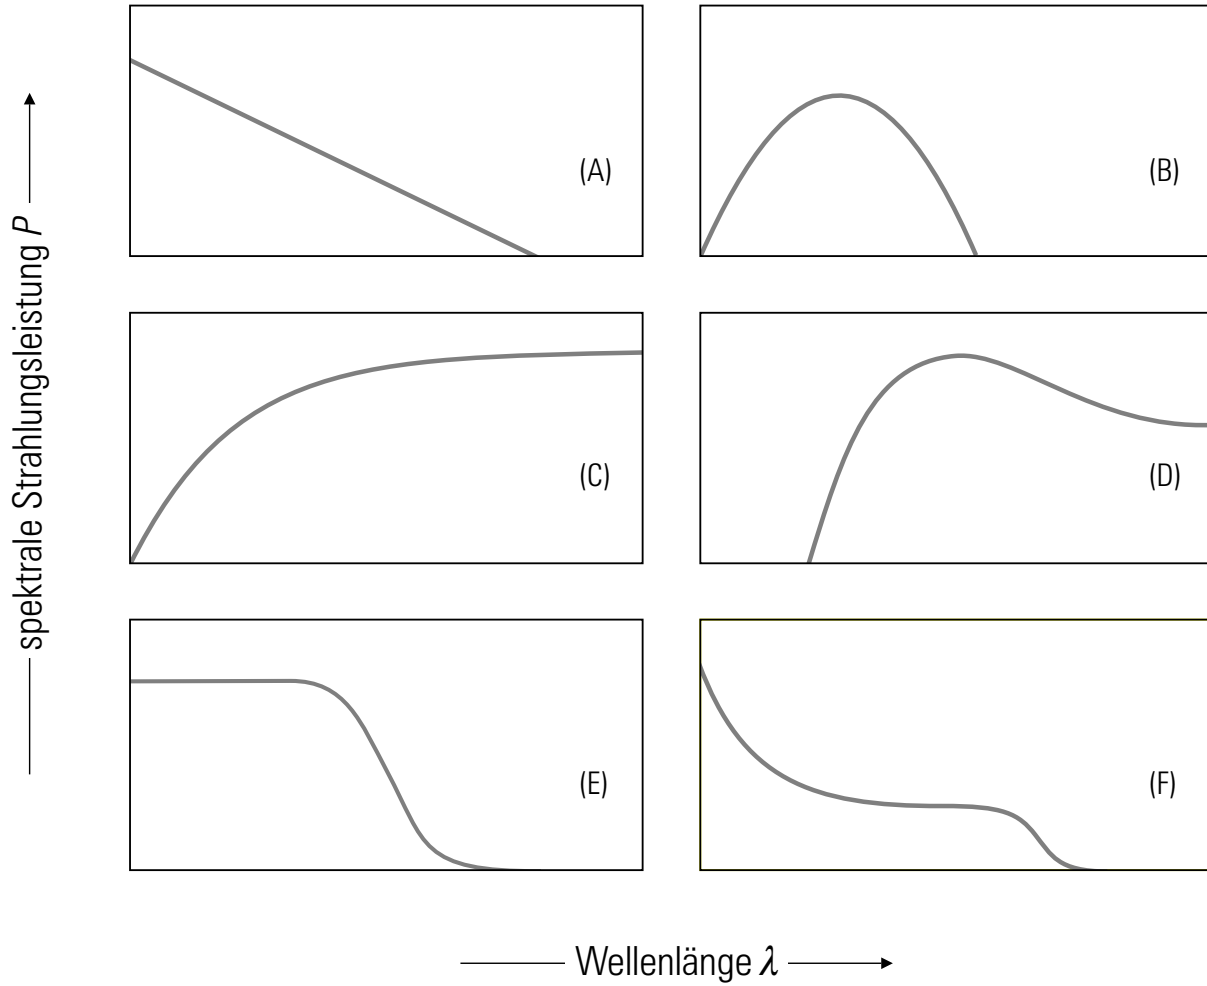 spektrale Strahlungsleistung P
(A)
(B)
(C)
(D)
(E)
(F)
Wellenlänge λ